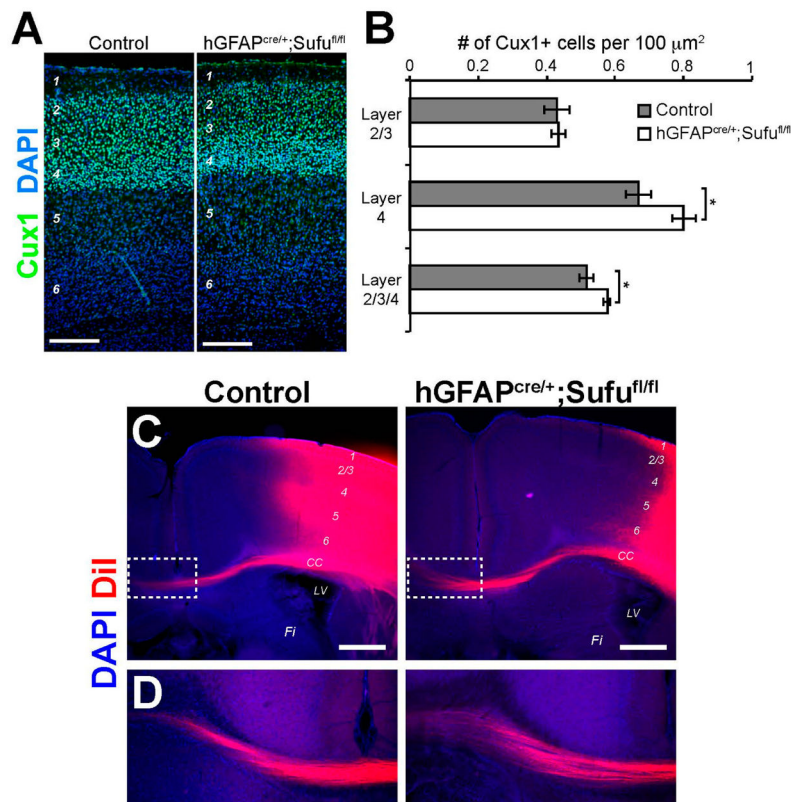 A
Control
hGFAPcre/+;Sufufl/fl
Cux1 DAPI
1
2
3
4
5
6
1
2
3
4
5
6
B
# of Cux1+ cells per 100 μm2
0 0.2 0.4 0.6 0.8 1
Layer
2/3
Layer
4
Layer
2/3/4
Control
hGFAPcre/+;Sufufl/fl
*
*
Control
hGFAPcre/+;Sufufl/fl
DAPI DiI
C
1
2/3
4
5
6
CC
LV
Fi
1
2/3
4
5
6
CC
LV
Fi
D